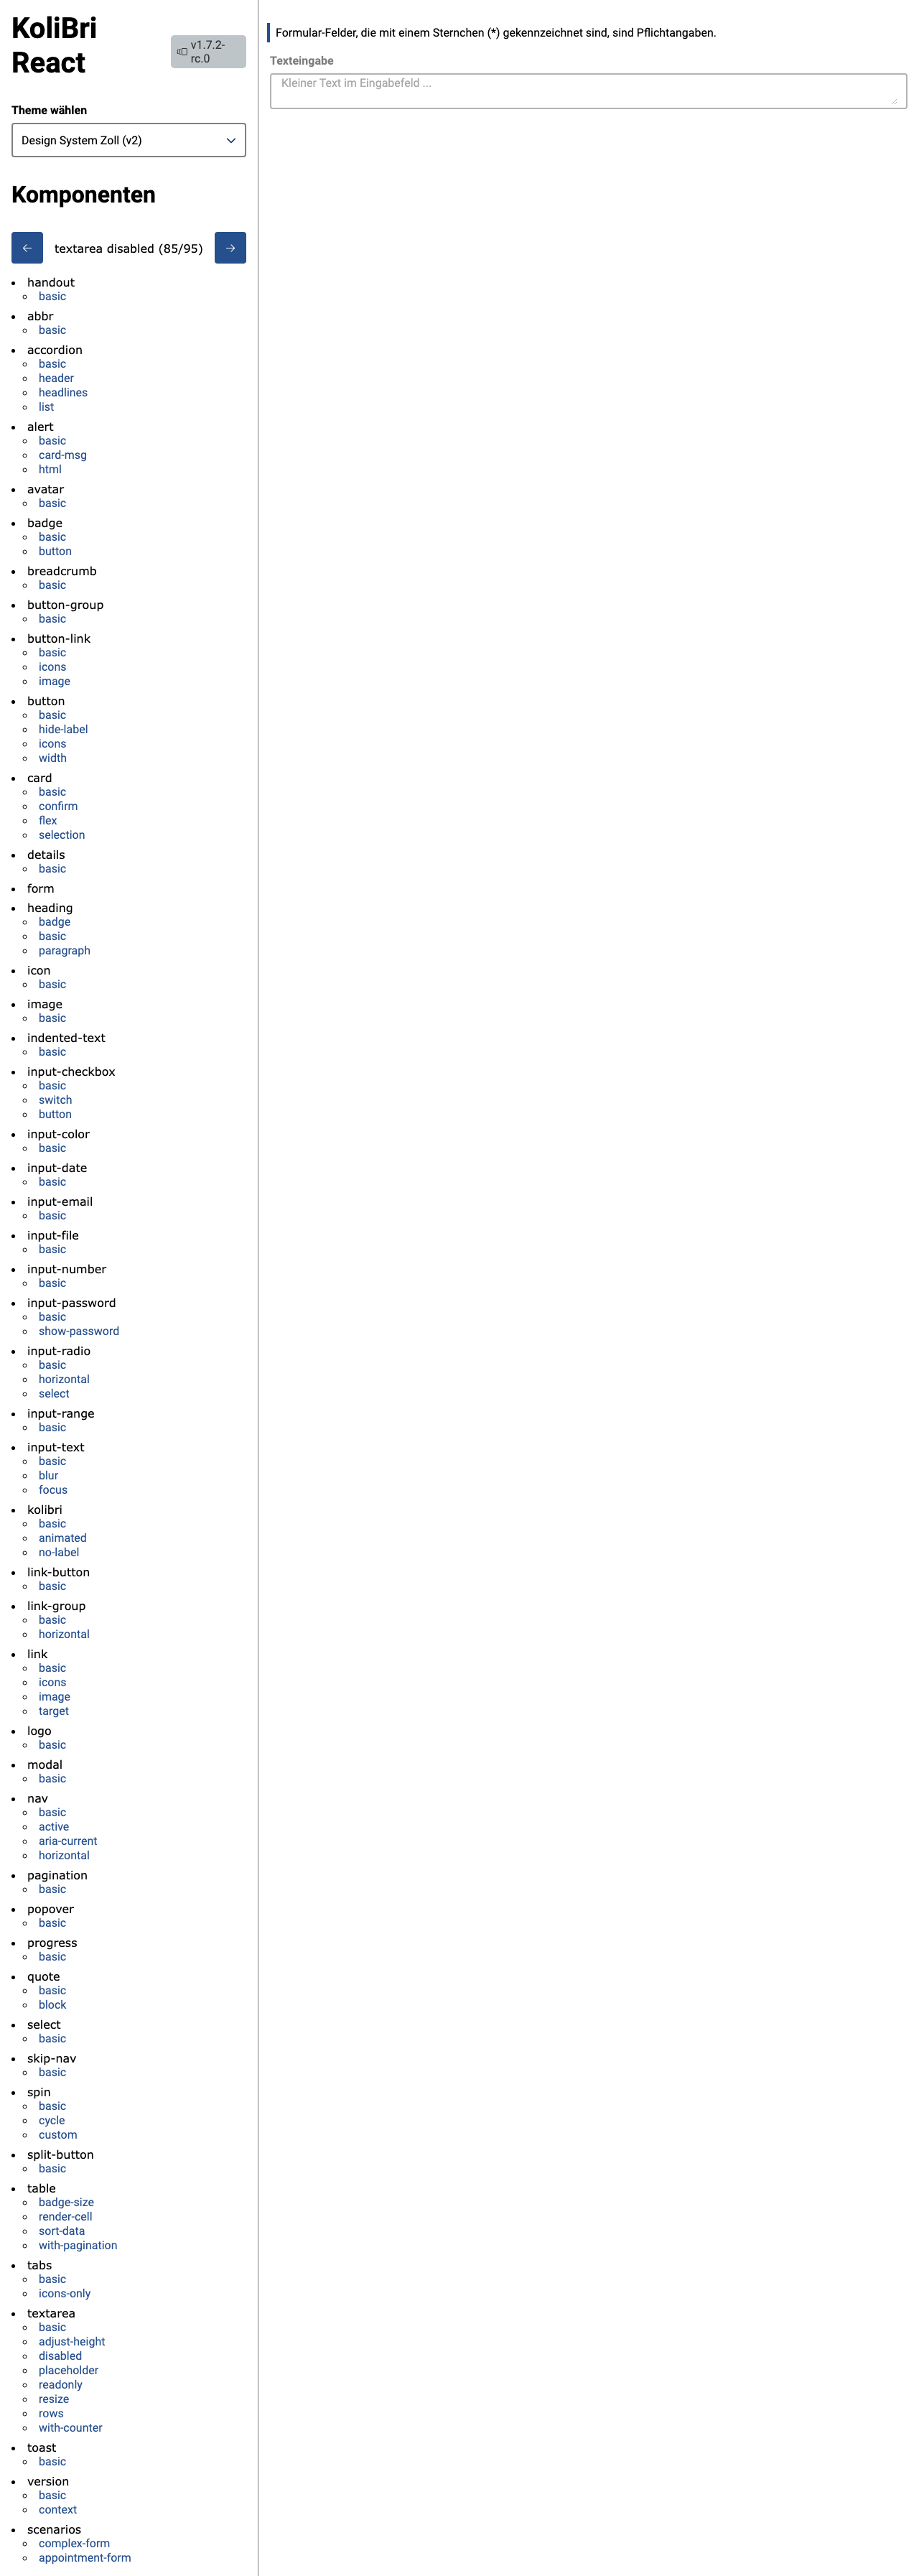 KoliBri
React
v1.7.2-
rc.0
Theme wählen
Design System Zoll (v2)
Komponenten
← textarea disabled (85/95) →
handout
basic
abbr
basic
accordion
basic
header
headlines
list
alert
basic
card-msg
html
avatar
basic
badge
basic
button
breadcrumb
basic
button-group
basic
button-link
basic
icons
image
button
basic
hide-label
icons
width
card
basic
confirm
flex
selection
details
basic
form
heading
badge
basic
paragraph
icon
basic
image
basic
indented-text
basic
input-checkbox
basic
switch
button
input-color
basic
input-date
basic
input-email
basic
input-file
basic
input-number
basic
input-password
basic
show-password
input-radio
basic
horizontal
select
input-range
basic
input-text
basic
blur
focus
kolibri
basic
animated
no-label
link-button
basic
link-group
basic
horizontal
link
basic
icons
image
target
logo
basic
modal
basic
nav
basic
active
aria-current
horizontal
pagination
basic
popover
basic
progress
basic
quote
basic
block
select
basic
skip-nav
basic
spin
basic
cycle
custom
split-button
basic
table
badge-size
render-cell
sort-data
with-pagination
tabs
basic
icons-only
textarea
basic
adjust-height
disabled
placeholder
readonly
resize
rows
with-counter
toast
basic
version
basic
context
scenarios
complex-form
appointment-form
Formular-Felder, die mit einem Sternchen (*) gekennzeichnet sind, sind Pflichtangaben.
Texteingabe
Kleiner Text im Eingabefeld ...